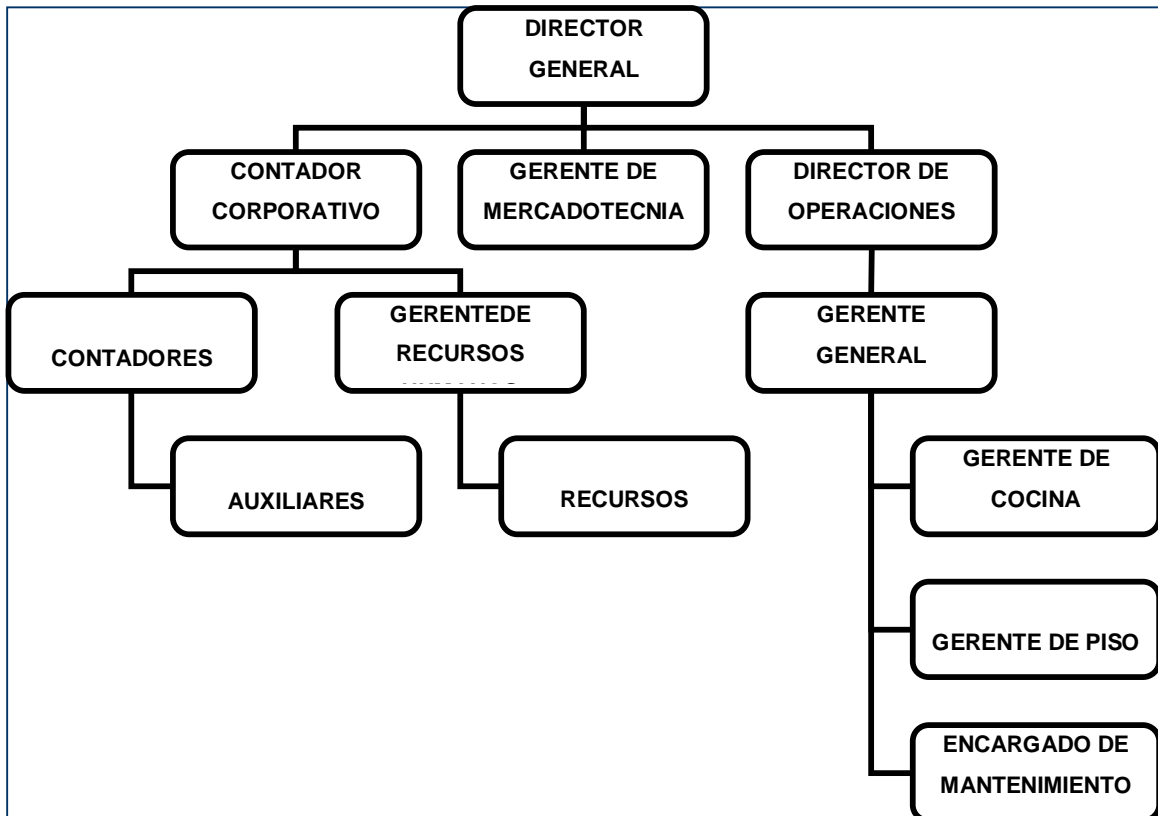 DIRECTOR
GENERAL
CONTADOR
CORPORATIVO
GERENTE DE
MERCADOTECNIA
DIRECTOR DE
OPERACIONES
CONTADORES
GERENTEDE
RECURSOS
GERENTE
GENERAL
AUXILIARES
RECURSOS
GERENTE DE
COCINA
GERENTE DE PISO
ENCARGADO DE
MANTENIMIENTO